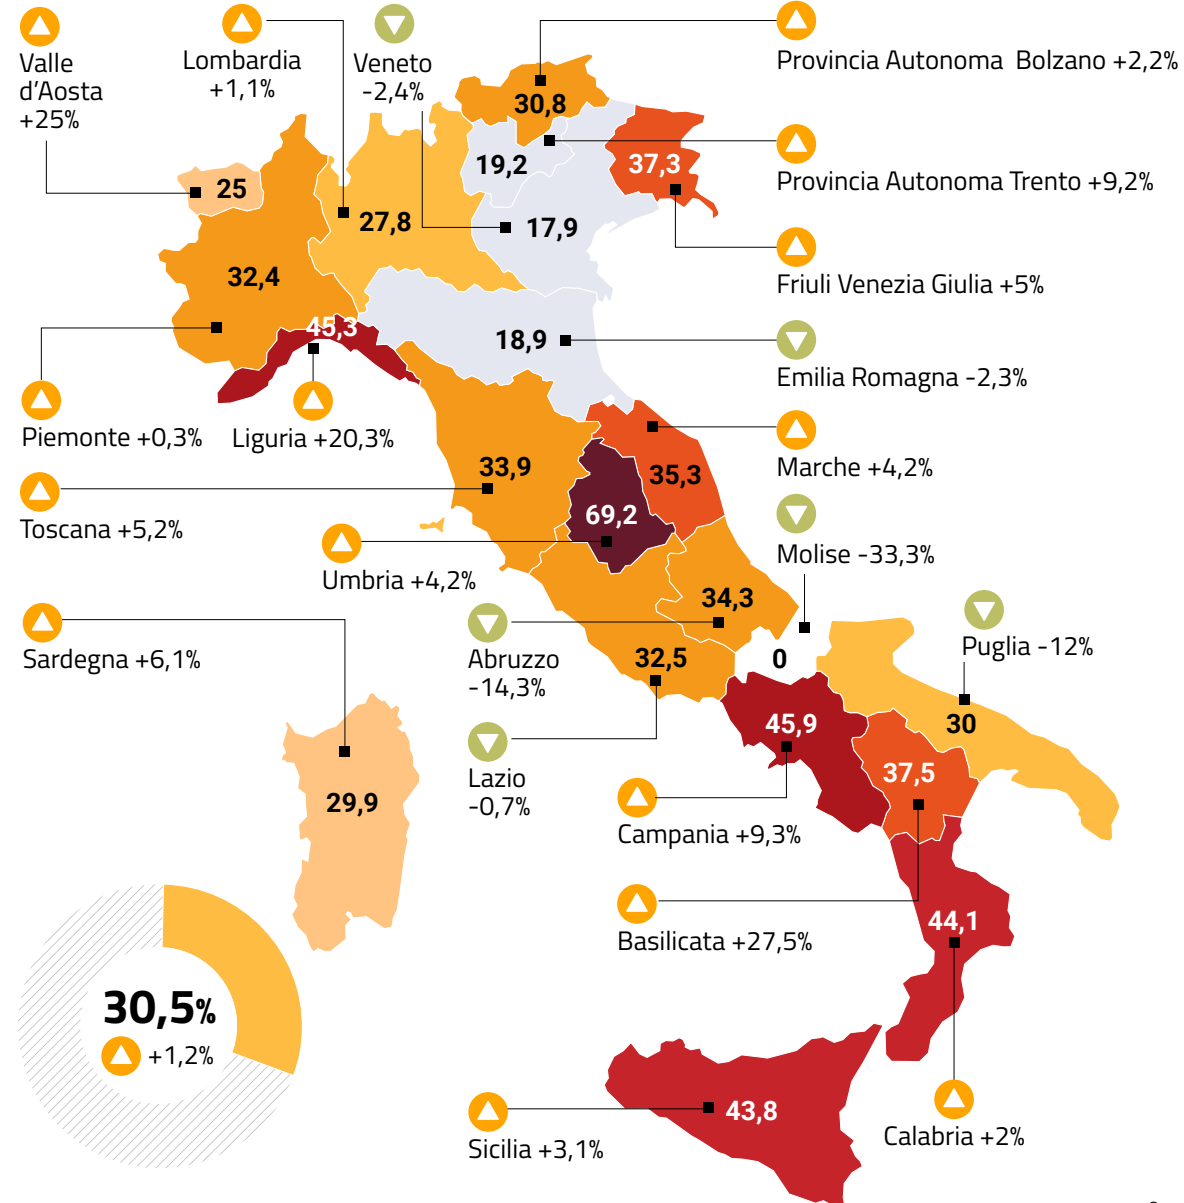 Valle
d'Aosta
+25%
Lombardia
+1,1%
Veneto
-2,4%
Provincia Autonoma Bolzano +2,2%
Provincia Autonoma Trento +9,2%
Friuli Venezia Giulia +5%
Emilia Romagna -2,3%
Marche +4,2%
Molise -33,3%
Puglia -12%
30,8
19,2
37,3
25
27,8
17,9
32,4
45,3
18,9
Piemonte +0,3%
Liguria +20,3%
33,9
35,3
Toscana +5,2%
69,2
Umbria +4,2%
34,3
Sardegna +6,1%
Abruzzo
-14,3%
32,5
0
Lazio
-0,7%
45,9
30
37,5
29,9
Campania +9,3%
Basilicata +27,5%
44,1
30,5%
+1,2%
43,8
Sicilia +3,1%
Calabria +2%